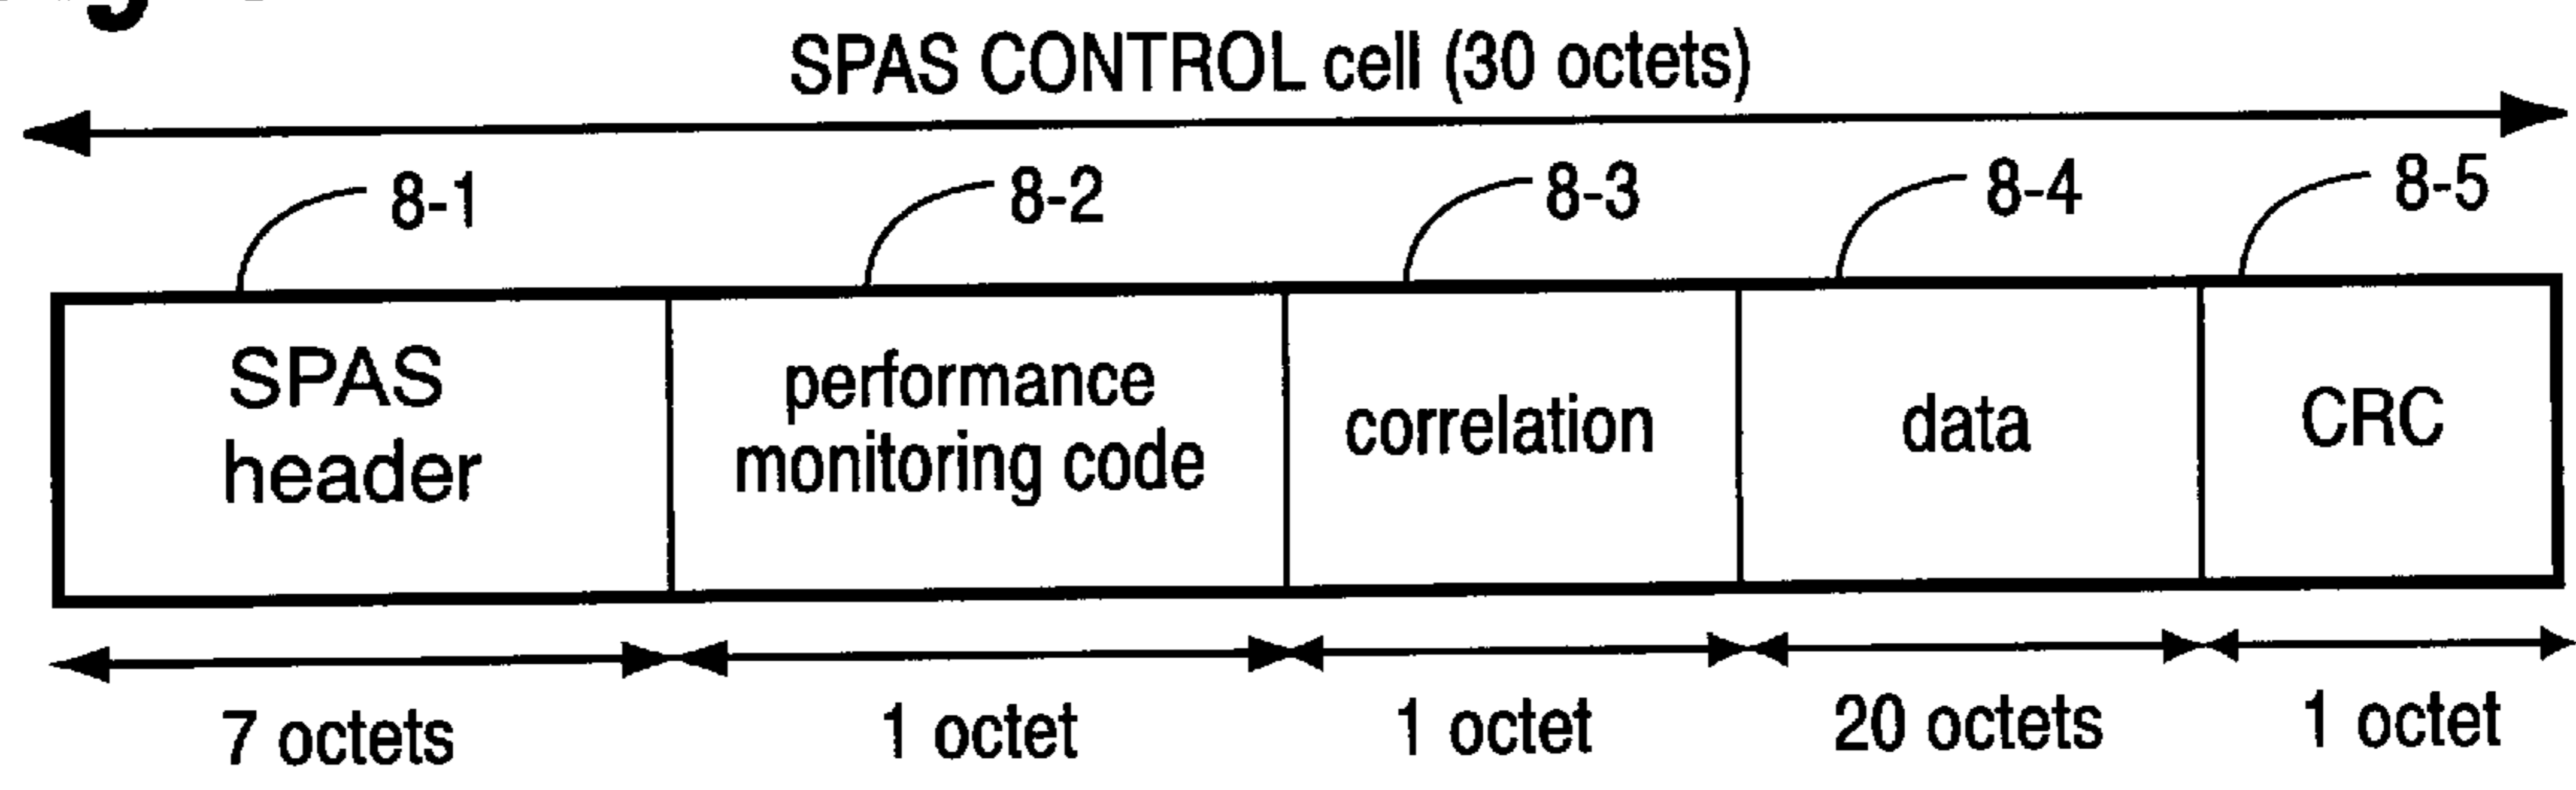 SPAS CONTROL cell (30 octets)
8-1 8-2 8-3 8-4 8-5
SPAS
header
performance
monitoring code
correlation
data
CRC
7 octets 1 octet 1 octet 20 octets 1 octet